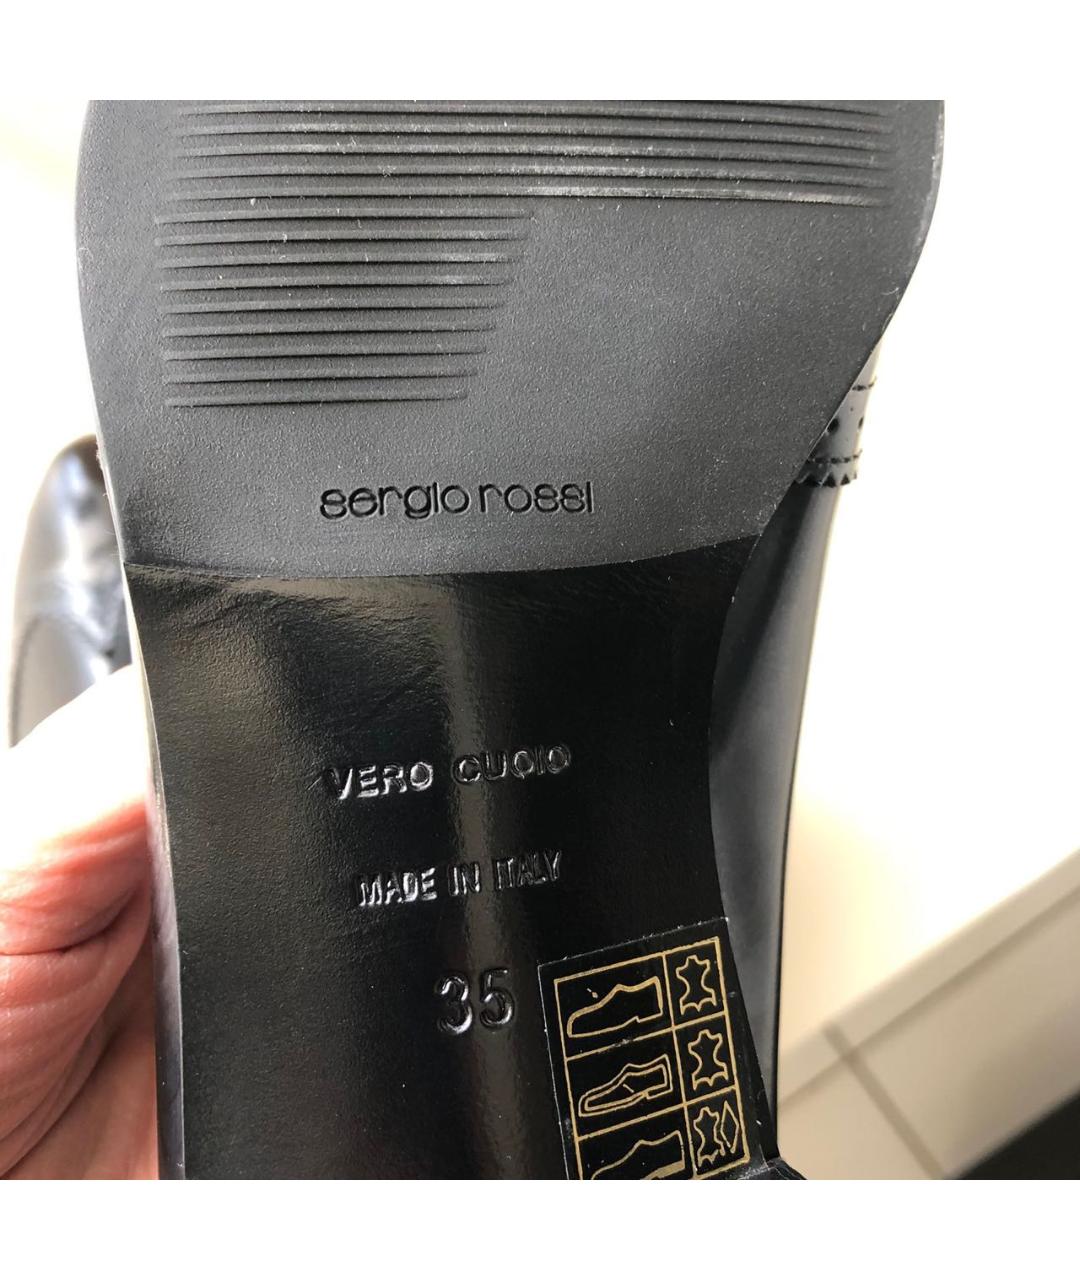 sergio rossi
VERO CUOIO
MADE IN ITALY
35